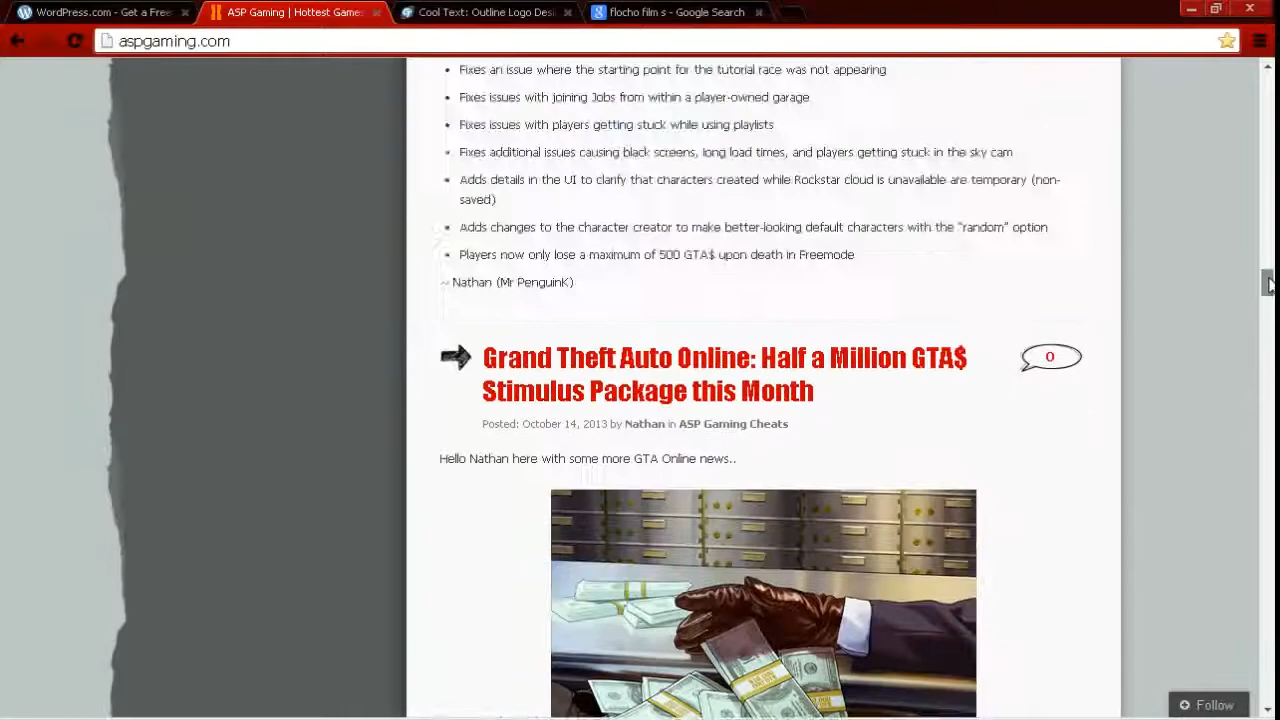 WordPress.com - Get a Free
ASP Gaming | Hottest Game
Cool Text: Outline Logo Desi
flocho film s - Google Search
aspgaming.com
Fixes an issue where the starting point for the tutorial race was not appearing
Fixes issues with joining Jobs from within a player-owned garage
Fixes issues with players getting stuck while using playlists
Fixes additional issues causing black screens, long load times, and players getting stuck in the sky cam
Adds details in the UI to clarify that characters created while Rockstar cloud is unavailable are temporary (non-
saved)
Adds changes to the character creator to make better-looking default characters with the "random" option
Players now only lose a maximum of 500 GTA$ upon death in Freemode
~ Nathan (Mr PenguinK)
Grand Theft Auto Online: Half a Million GTA$
Stimulus Package this Month
0
Posted: October 14, 2013 by Nathan in ASP Gaming Cheats
Hello Nathan here with some more GTA Online news..
Follow